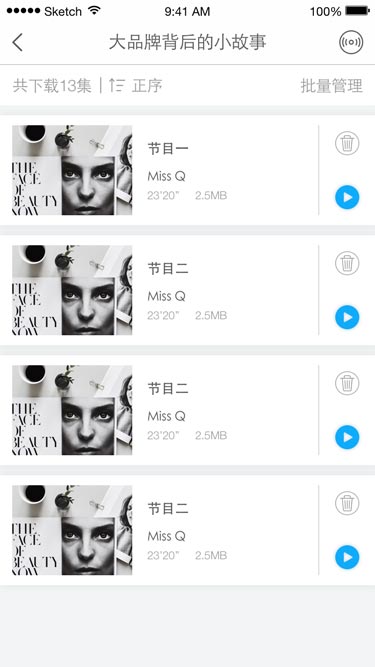 Sketch 9:41 AM 100%
大品牌背后的小故事
共下载13集 | 正序 批量管理
THE
FACE
OF
BEAUTY
NOW
节目一
Miss Q
23'20" 2.5MB
THE
FACE
OF
BEAUTY
NOW
节目二
Miss Q
23'20" 2.5MB
THE
FACE
OF
BEAUTY
NOW
节目二
Miss Q
23'20" 2.5MB
THE
FACE
OF
BEAUTY
NOW
节目二
Miss Q
23'20" 2.5MB